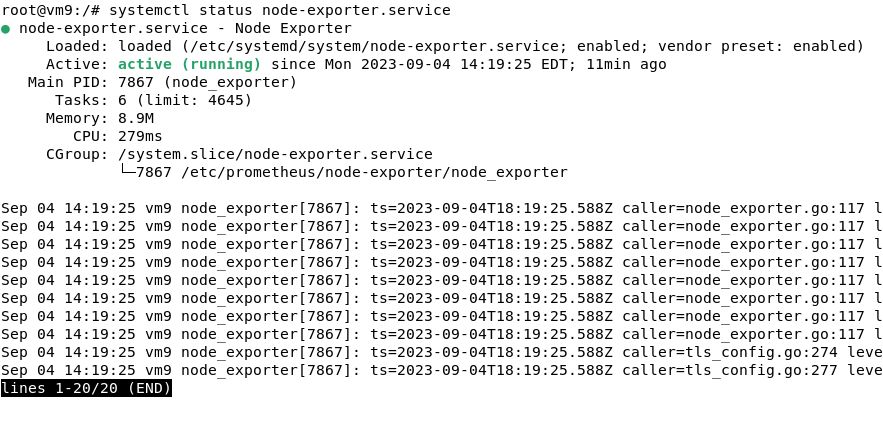 root@vm9:/# systemctl status node-exporter.service
● node-exporter.service - Node Exporter
     Loaded: loaded (/etc/systemd/system/node-exporter.service; enabled; vendor preset: enabled)
     Active: active (running) since Mon 2023-09-04 14:19:25 EDT; 11min ago
   Main PID: 7867 (node_exporter)
      Tasks: 6 (limit: 4645)
     Memory: 8.9M
        CPU: 279ms
     CGroup: /system.slice/node-exporter.service
             └─7867 /etc/prometheus/node-exporter/node_exporter

Sep 04 14:19:25 vm9 node_exporter[7867]: ts=2023-09-04T18:19:25.588Z caller=node_exporter.go:117 l
Sep 04 14:19:25 vm9 node_exporter[7867]: ts=2023-09-04T18:19:25.588Z caller=node_exporter.go:117 l
Sep 04 14:19:25 vm9 node_exporter[7867]: ts=2023-09-04T18:19:25.588Z caller=node_exporter.go:117 l
Sep 04 14:19:25 vm9 node_exporter[7867]: ts=2023-09-04T18:19:25.588Z caller=node_exporter.go:117 l
Sep 04 14:19:25 vm9 node_exporter[7867]: ts=2023-09-04T18:19:25.588Z caller=node_exporter.go:117 l
Sep 04 14:19:25 vm9 node_exporter[7867]: ts=2023-09-04T18:19:25.588Z caller=node_exporter.go:117 l
Sep 04 14:19:25 vm9 node_exporter[7867]: ts=2023-09-04T18:19:25.588Z caller=node_exporter.go:117 l
Sep 04 14:19:25 vm9 node_exporter[7867]: ts=2023-09-04T18:19:25.588Z caller=node_exporter.go:117 l
Sep 04 14:19:25 vm9 node_exporter[7867]: ts=2023-09-04T18:19:25.588Z caller=tls_config.go:274 leve
Sep 04 14:19:25 vm9 node_exporter[7867]: ts=2023-09-04T18:19:25.588Z caller=tls_config.go:277 leve
lines 1-20/20 (END)